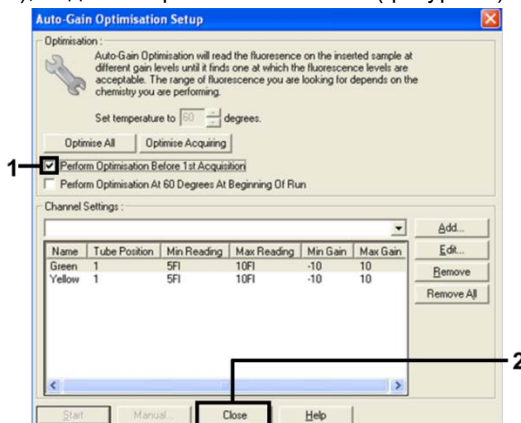 Auto-Gain Optimisation Setup
Optimisation :
Auto-Gain Optimisation will read the fluoresence on the inserted sample at
different gain levels until it finds one at which the fluorescence levels are
acceptable. The range of fluorescence you are looking for depends on the
chemistry you are performing.
Set temperature to 60 degrees.
Optimise All Optimise Acquiring
1
Perform Optimisation Before 1st Acquisition
Perform Optimisation At 60 Degrees At Beginning Of Run
Channel Settings :
Add...
Name Tube Position Min Reading Max Reading Min Gain Max Gain
Green 1 5Fl 10Fl -10 10
Yellow 1 5Fl 10Fl -10 10
Edit...
Remove
Remove All
2
Start Manual... Close Help